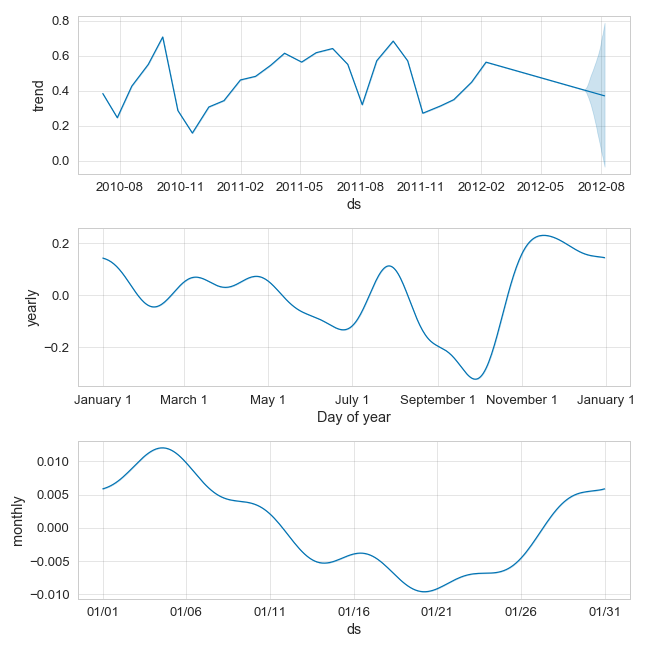 0.8
0.6
0.4
0.2
0.0
trend
2010-08 2010-11 2011-02 2011-05 2011-08 2011-11 2012-02 2012-05 2012-08
ds
0.2
0.0
−0.2
yearly
January 1 March 1 May 1 July 1 September 1 November 1 January 1
Day of year
0.010
0.005
0.000
−0.005
−0.010
monthly
01/01 01/06 01/11 01/16 01/21 01/26 01/31
ds